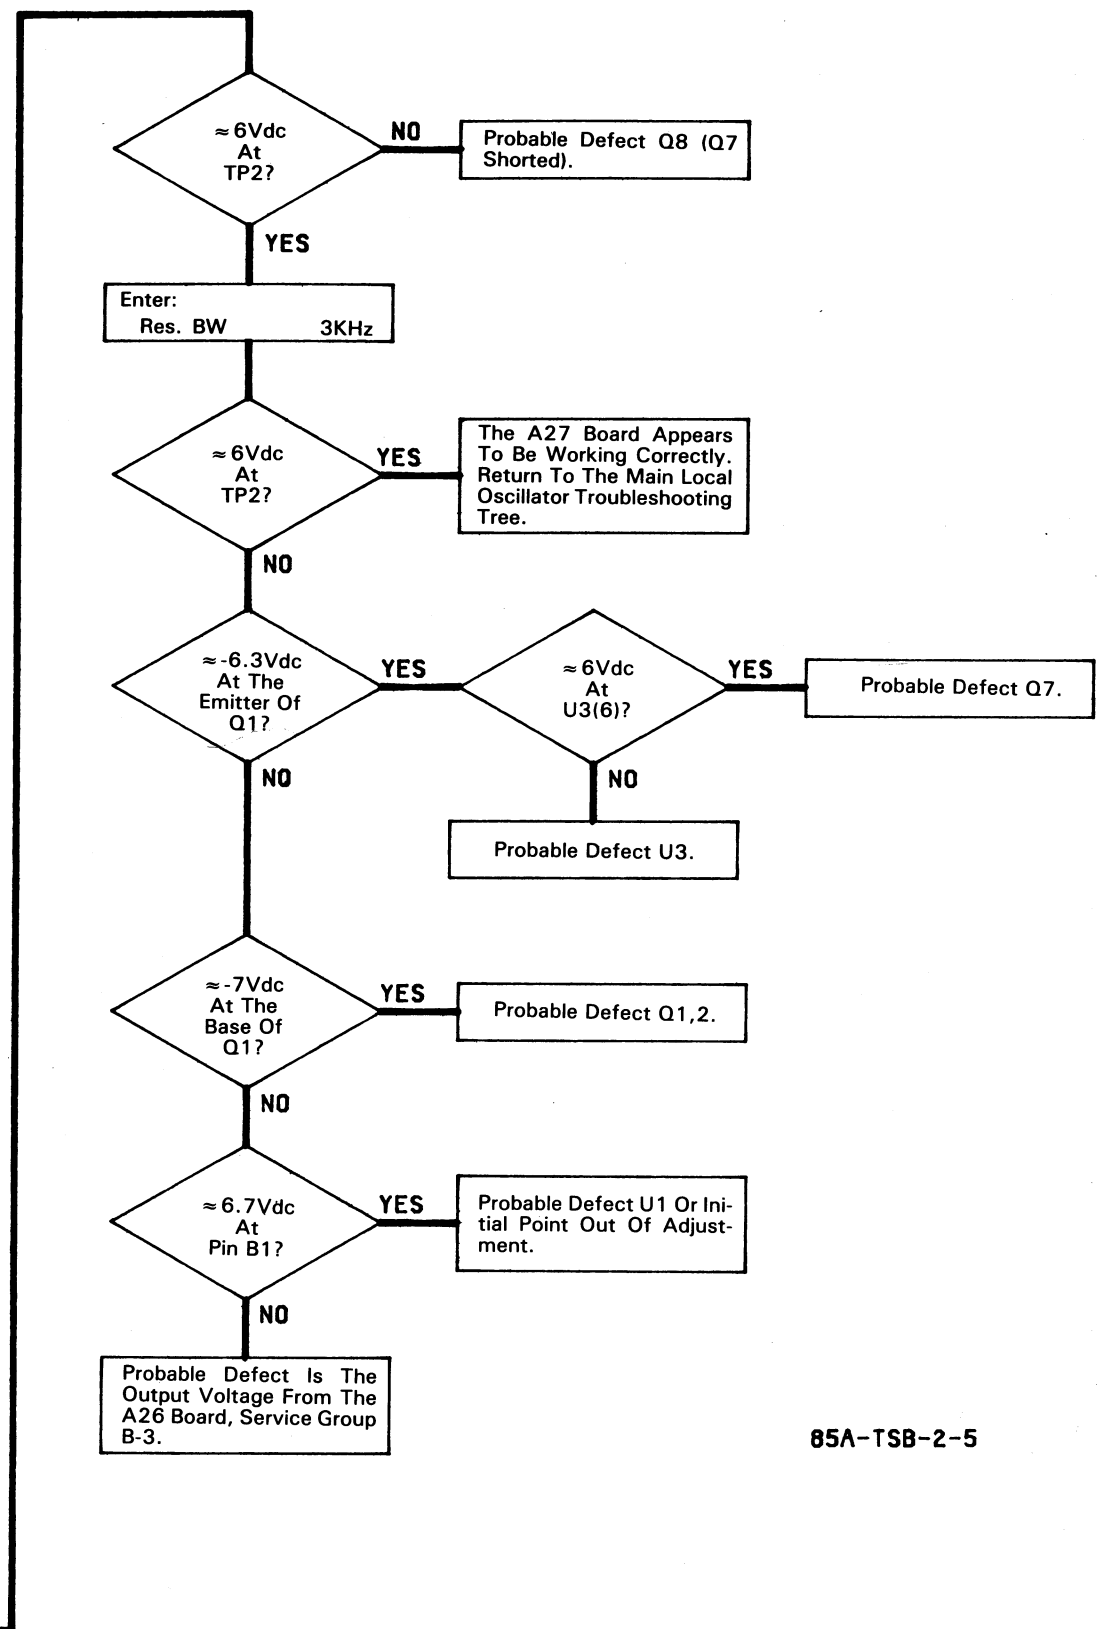 ≈6Vdc
At
TP2?
NO
Probable Defect Q8 (Q7
Shorted).
YES
Enter:
Res. BW 3KHz
≈6Vdc
At
TP2?
YES
The A27 Board Appears
To Be Working Correctly.
Return To The Main Local
Oscillator Troubleshooting
Tree.
NO
≈-6.3Vdc
At The
Emitter Of
Q1?
YES
≈6Vdc
At
U3(6)?
YES
Probable Defect Q7.
NO
NO
Probable Defect U3.
≈-7Vdc
At The
Base Of
Q1?
YES
Probable Defect Q1,2.
NO
≈6.7Vdc
At
Pin B1?
YES
Probable Defect U1 Or Ini-
tial Point Out Of Adjust-
ment.
NO
Probable Defect Is The
Output Voltage From The
A26 Board, Service Group
B-3.
85A-TSB-2-5